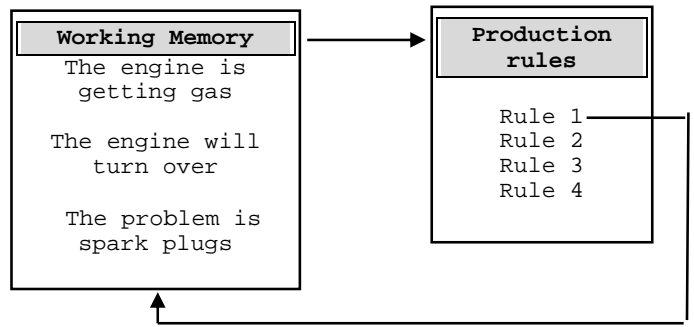 Working Memory
The engine is
getting gas
The engine will
turn over
The problem is
spark plugs
Production
rules
Rule 1
Rule 2
Rule 3
Rule 4